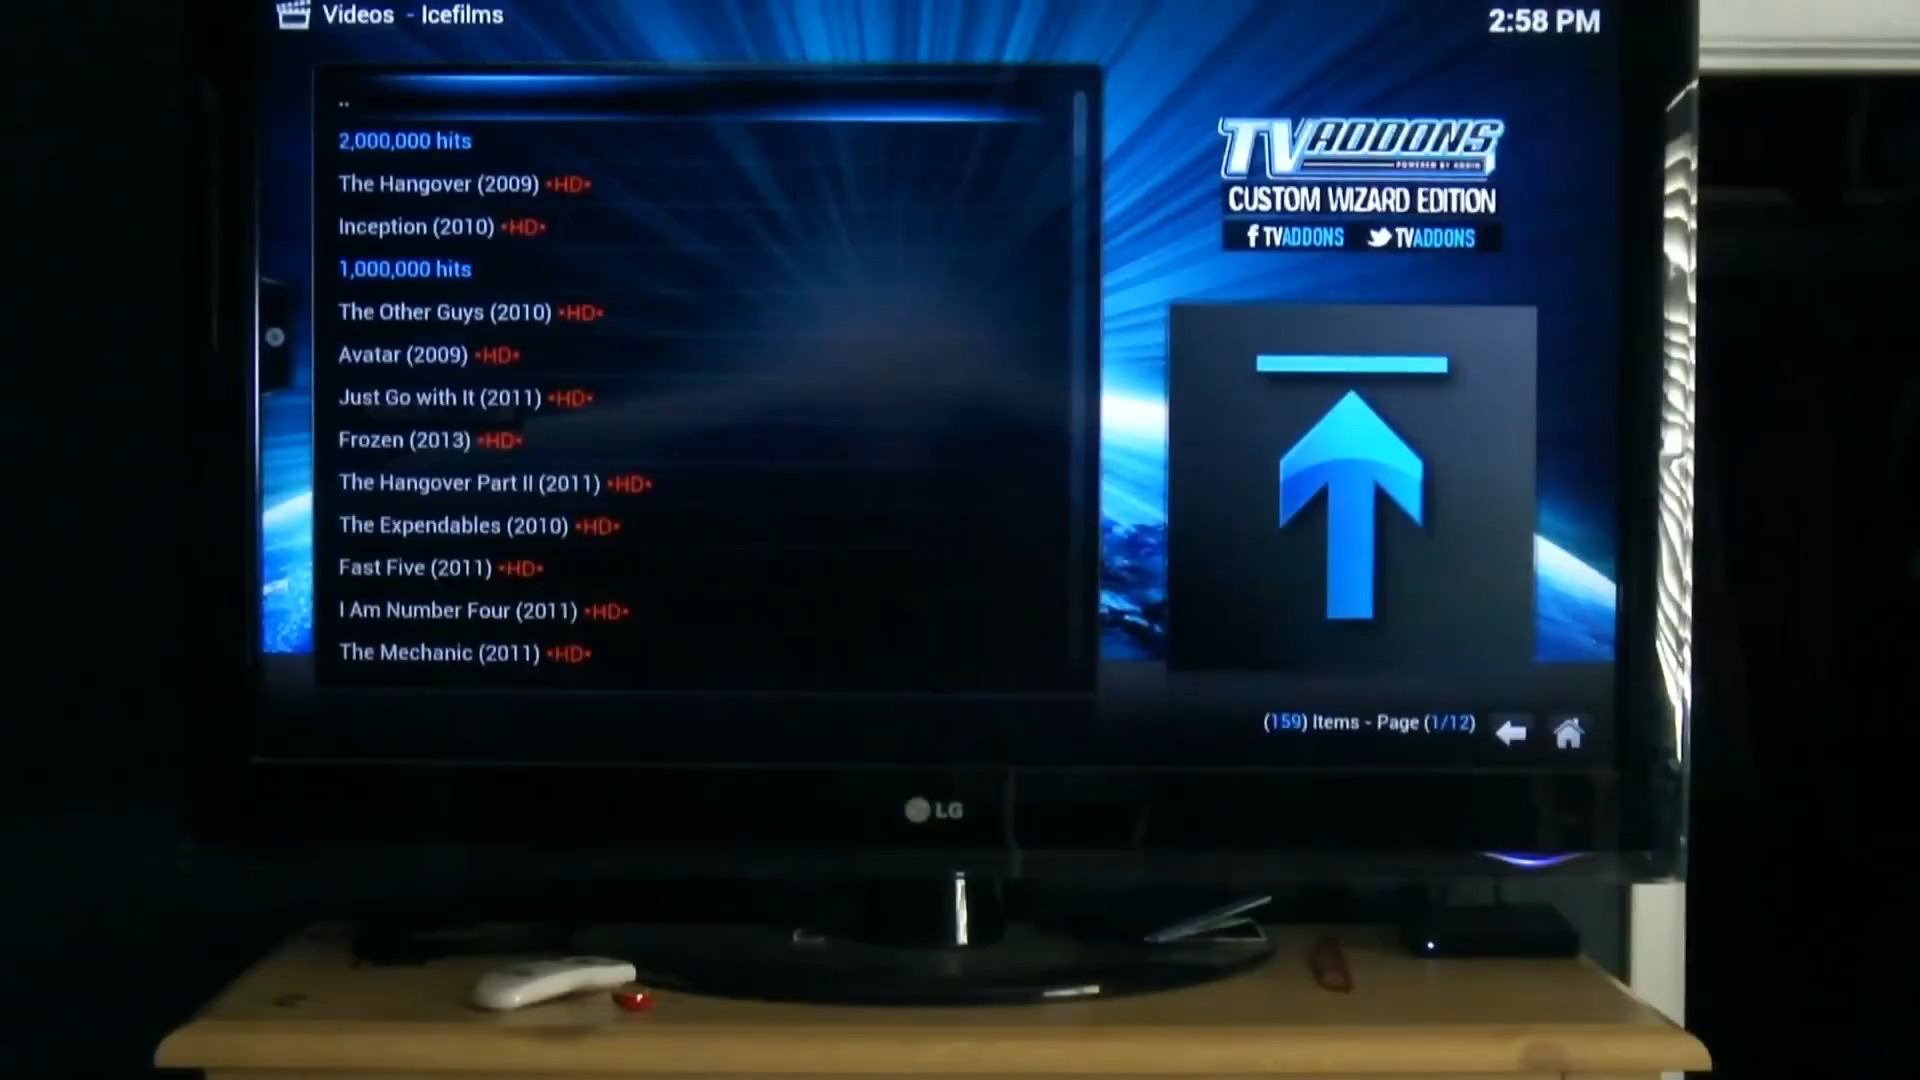 Videos - Icefilms
2:58 PM
..
2,000,000 hits
The Hangover (2009) •HD•
Inception (2010) •HD•
1,000,000 hits
The Other Guys (2010) •HD•
Avatar (2009) •HD•
Just Go with It (2011) •HD•
Frozen (2013) •HD•
The Hangover Part II (2011) •HD•
The Expendables (2010) •HD•
Fast Five (2011) •HD•
I Am Number Four (2011) •HD•
The Mechanic (2011) •HD•
TVADDONS
POWERED BY
CUSTOM WIZARD EDITION
f TVADDONS TVADDONS
(159) Items - Page (1/12)
LG